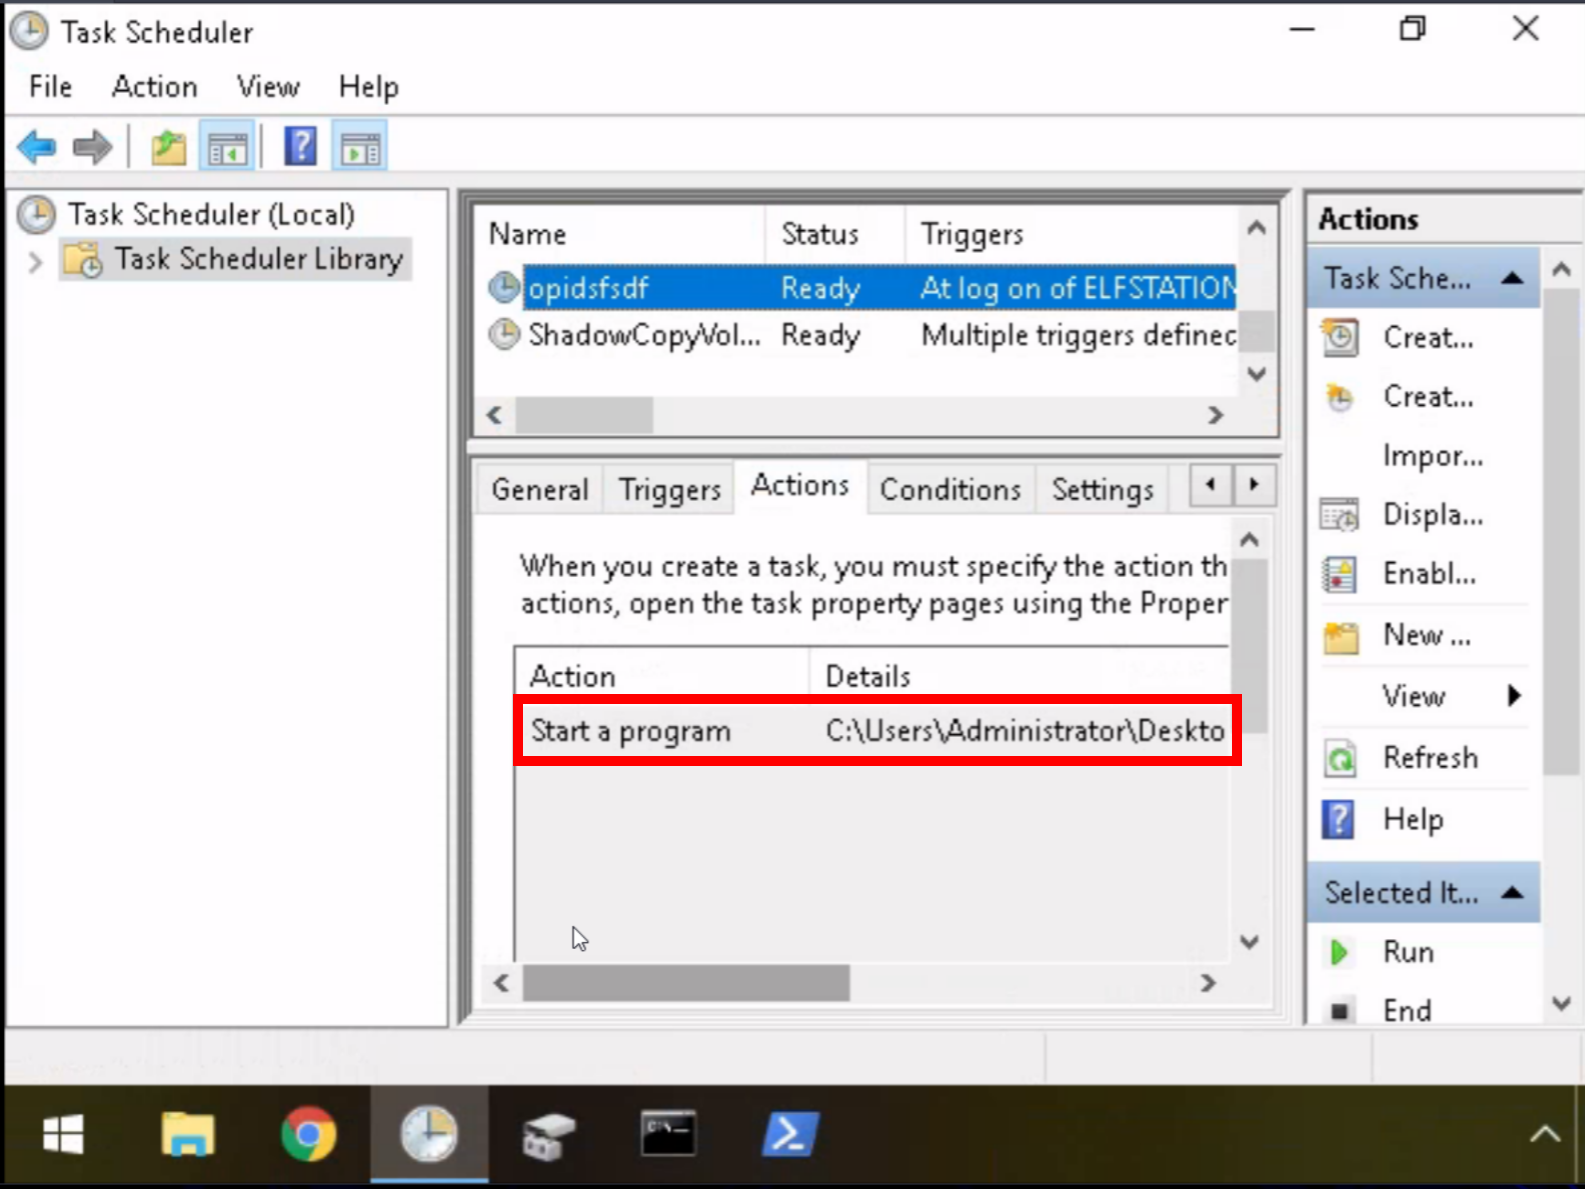 Task Scheduler
File Action View Help
Task Scheduler (Local)
Task Scheduler Library
Name Status Triggers
opidsfsdf Ready At log on of ELFSTATION
ShadowCopyVol... Ready Multiple triggers defined
General Triggers Actions Conditions Settings
When you create a task, you must specify the action th
actions, open the task property pages using the Proper
Action Details
Start a program C:\Users\Administrator\Deskto
Actions
Task Sche...
Creat...
Creat...
Impor...
Displa...
Enabl...
New ...
View
Refresh
Help
Selected It...
Run
End